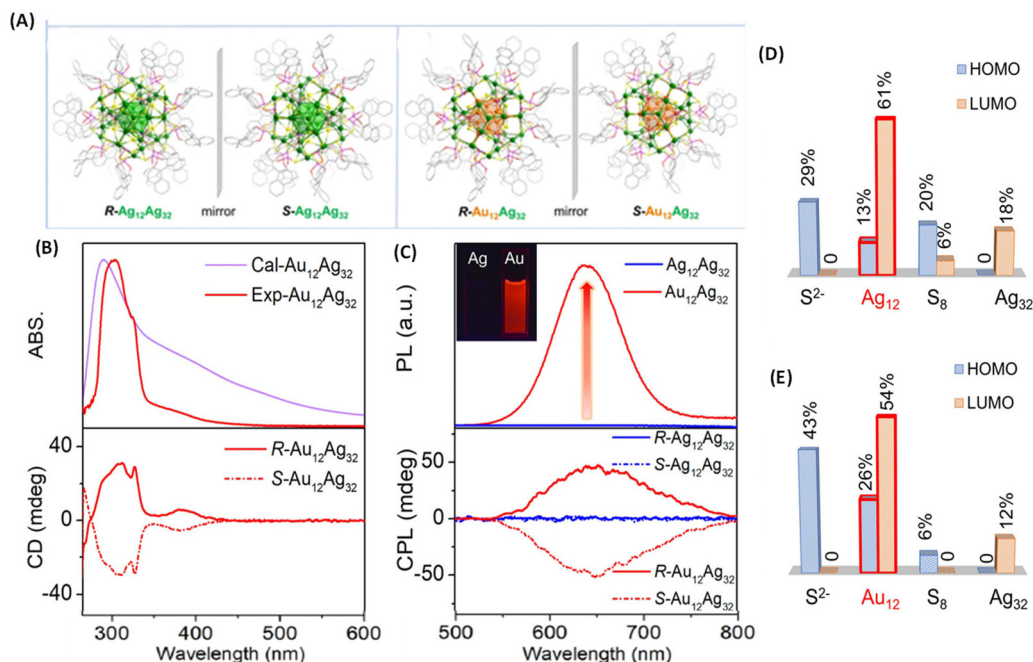 (A)
R-Ag₁₂Ag₃₂ mirror S-Ag₁₂Ag₃₂
R-Au₁₂Ag₃₂ mirror S-Au₁₂Ag₃₂
(B)
Cal-Au₁₂Ag₃₂
Exp-Au₁₂Ag₃₂
ABS.
R-Au₁₂Ag₃₂
S-Au₁₂Ag₃₂
CD (mdeg)
40
0
-40
300 350 400 450 500 550 600
Wavelength (nm)
(C)
Ag Au
Ag₁₂Ag₃₂
Au₁₂Ag₃₂
PL (a.u.)
R-Ag₁₂Ag₃₂
S-Ag₁₂Ag₃₂
R-Au₁₂Ag₃₂
S-Au₁₂Ag₃₂
CPL (mdeg)
50
0
-50
500 600 700 800
Wavelength (nm)
(D)
HOMO
LUMO
29% 0 13% 61% 20% 6% 0 18%
S²⁻ Ag₁₂ S₈ Ag₃₂
(E)
HOMO
LUMO
43% 0 26% 54% 6% 0 0 12%
S²⁻ Au₁₂ S₈ Ag₃₂